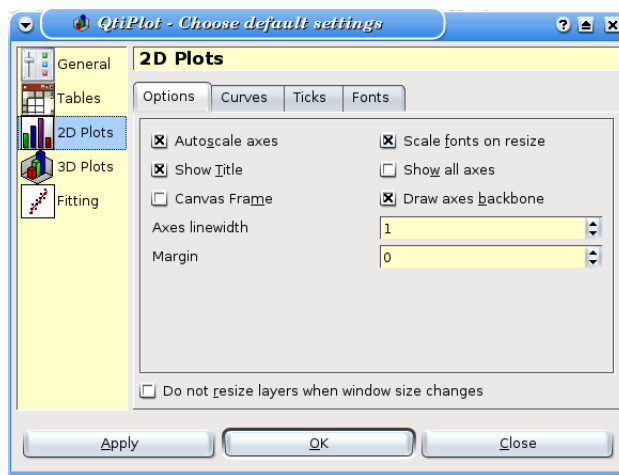 QtiPlot - Choose default settings
General
Tables
2D Plots
3D Plots
Fitting
2D Plots
Options Curves Ticks Fonts
Autoscale axes Scale fonts on resize
Show Title Show all axes
Canvas Frame Draw axes backbone
Axes linewidth 1
Margin 0
Do not resize layers when window size changes
Apply OK Close